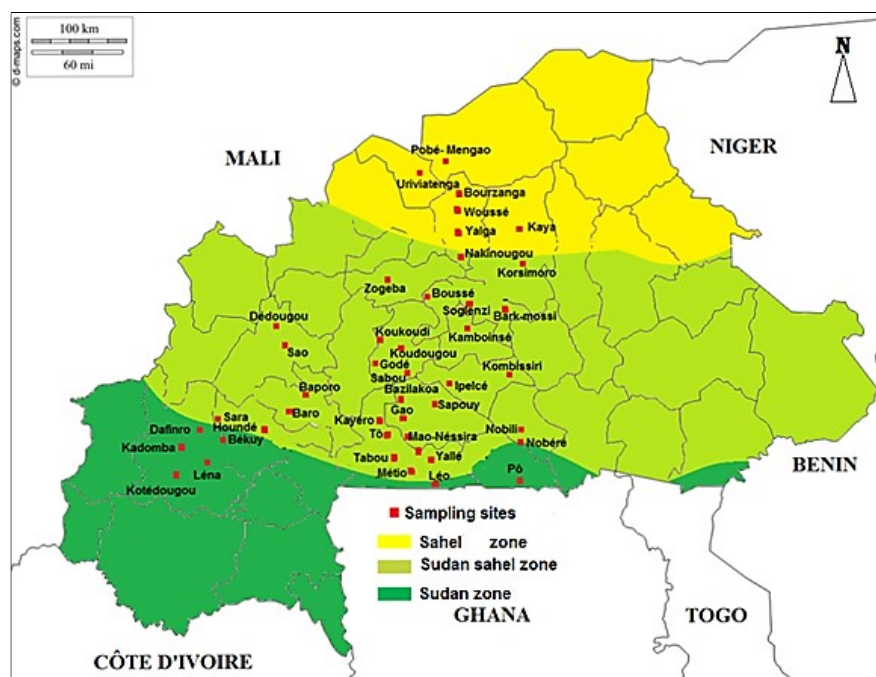 100 km
60 mi
© d-maps.com
N
MALI
NIGER
Pobé- Mengao
Uriviatenga
Bourzanga
Woussé
Yalga
Kaya
Nakinougou
Korsimoro
Zogeba
Boussé
Soglenzi
Bark-mossi
Dédougou
Kamboinsé
Koukoudi
Sao
Koudougou
Godé
Kombissiri
Sabou
Ipelcé
Baporo
Bazilakoa
Sapouy
Baro
Gao
Sara
Kayéro
Dafinro
Houndé
Nobili
Békuy
Tô
Mao-Néssira
Nobéré
Kadomba
Tabou
Yallé
BENIN
Léna
Métio
Pô
Kotédougou
Léo
Sampling sites
Sahel zone
Sudan sahel zone
Sudan zone
GHANA
TOGO
CÔTE D'IVOIRE